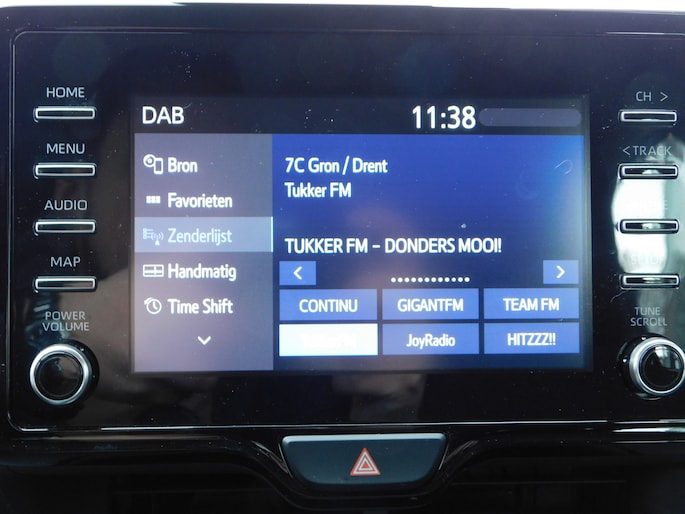 HOME
MENU
AUDIO
MAP
POWER
VOLUME
DAB
11:38
Bron
Favorieten
Zenderlijst
Handmatig
Time Shift
7C Gron / Drent
Tukker FM
TUKKER FM – DONDERS MOOI!
< >
CONTINU GIGANTFM TEAM FM
JoyRadio HITZZZ!!
CH >
< TRACK
TUNE
SCROLL